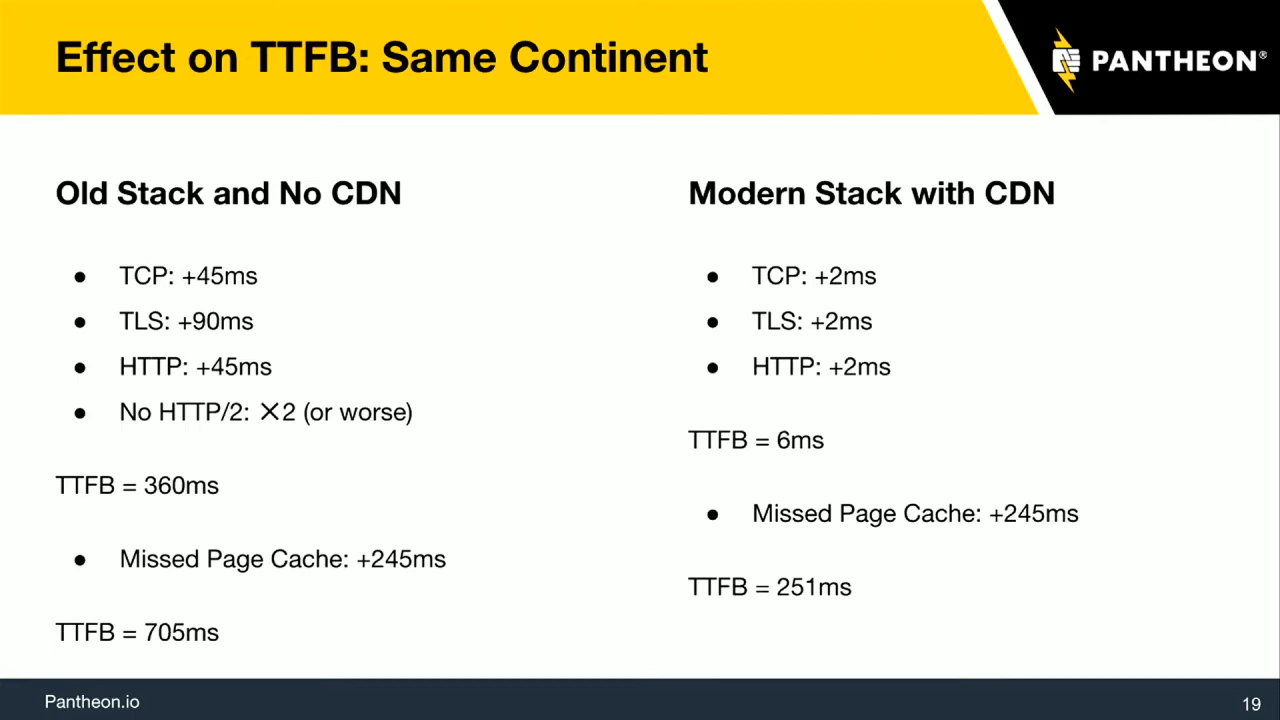 Effect on TTFB: Same Continent
PANTHEON®
Old Stack and No CDN
● TCP: +45ms
● TLS: +90ms
● HTTP: +45ms
● No HTTP/2: ×2 (or worse)
TTFB = 360ms
● Missed Page Cache: +245ms
TTFB = 705ms
Modern Stack with CDN
● TCP: +2ms
● TLS: +2ms
● HTTP: +2ms
TTFB = 6ms
● Missed Page Cache: +245ms
TTFB = 251ms
Pantheon.io
19